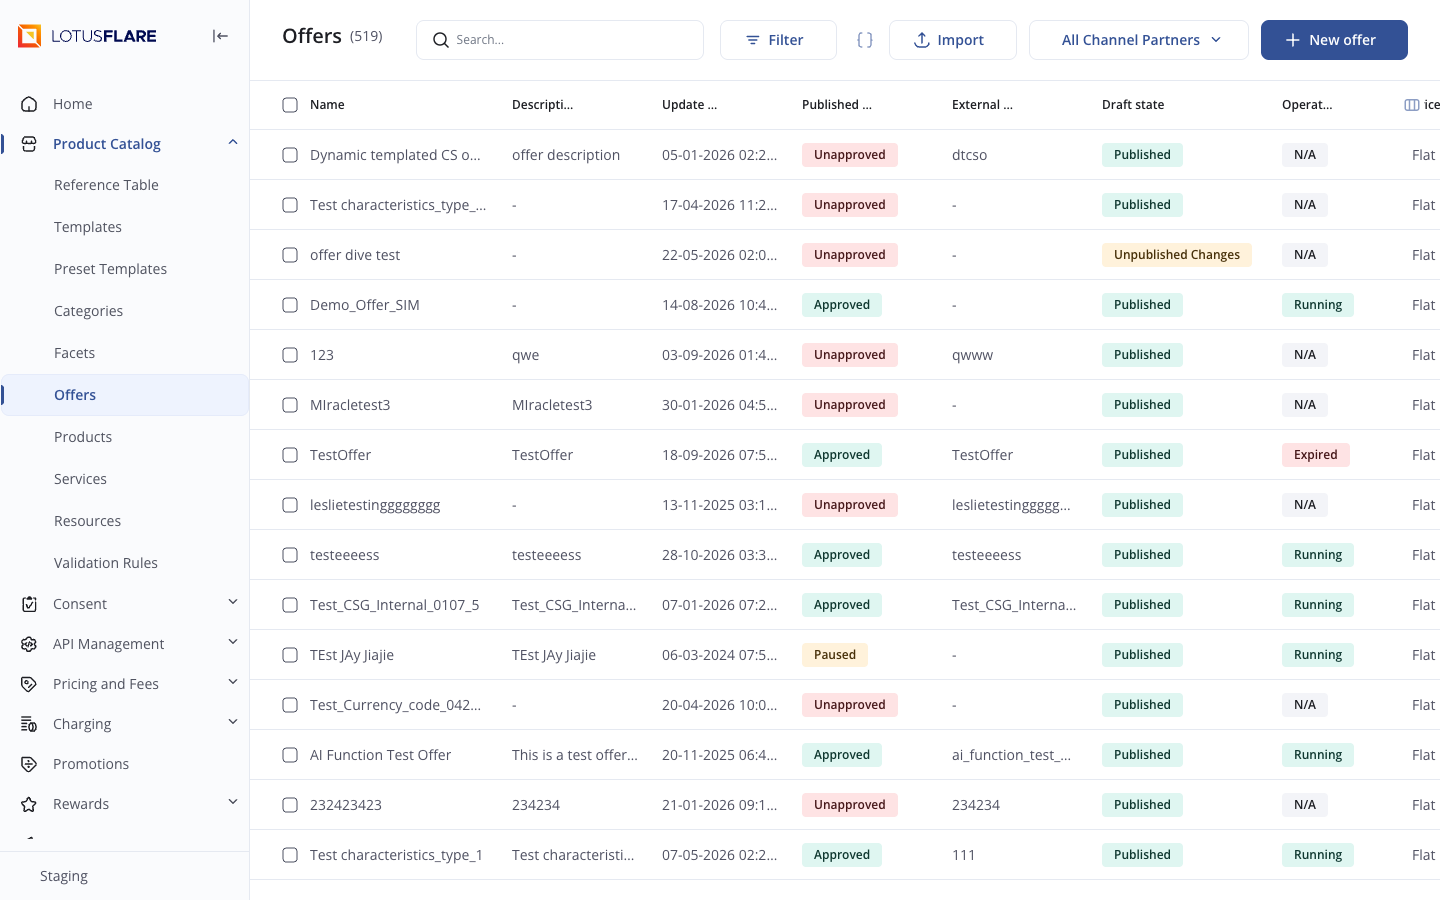 LOTUSFLARE
Home
Product Catalog
Reference Table
Templates
Preset Templates
Categories
Facets
Offers
Products
Services
Resources
Validation Rules
Consent
API Management
Pricing and Fees
Charging
Promotions
Rewards
Staging
Offers (519) Search... Filter {} Import All Channel Partners New offer
Name Descripti... Update ... Published ... External ... Draft state Operat... ice
Dynamic templated CS o... offer description 05-01-2026 02:2... Unapproved dtcso Published N/A Flat
Test characteristics_type_... - 17-04-2026 11:2... Unapproved - Published N/A Flat
offer dive test - 22-05-2026 02:0... Unapproved - Unpublished Changes N/A Flat
Demo_Offer_SIM - 14-08-2026 10:4... Approved - Published Running Flat
123 qwe 03-09-2026 01:4... Unapproved qwww Published N/A Flat
MIracletest3 MIracletest3 30-01-2026 04:5... Unapproved - Published N/A Flat
TestOffer TestOffer 18-09-2026 07:5... Approved TestOffer Published Expired Flat
leslietestingggggggg - 13-11-2025 03:1... Unapproved leslietestinggggg... Published N/A Flat
testeeeess testeeeess 28-10-2026 03:3... Approved testeeeess Published Running Flat
Test_CSG_Internal_0107_5 Test_CSG_Interna... 07-01-2026 07:2... Approved Test_CSG_Interna... Published Running Flat
TEst JAy Jiajie TEst JAy Jiajie 06-03-2024 07:5... Paused - Published Running Flat
Test_Currency_code_042... - 20-04-2026 10:0... Unapproved - Published N/A Flat
AI Function Test Offer This is a test offer... 20-11-2025 06:4... Approved ai_function_test_... Published Running Flat
232423423 234234 21-01-2026 09:1... Unapproved 234234 Published N/A Flat
Test characteristics_type_1 Test characteristi... 07-05-2026 02:2... Approved 111 Published Running Flat